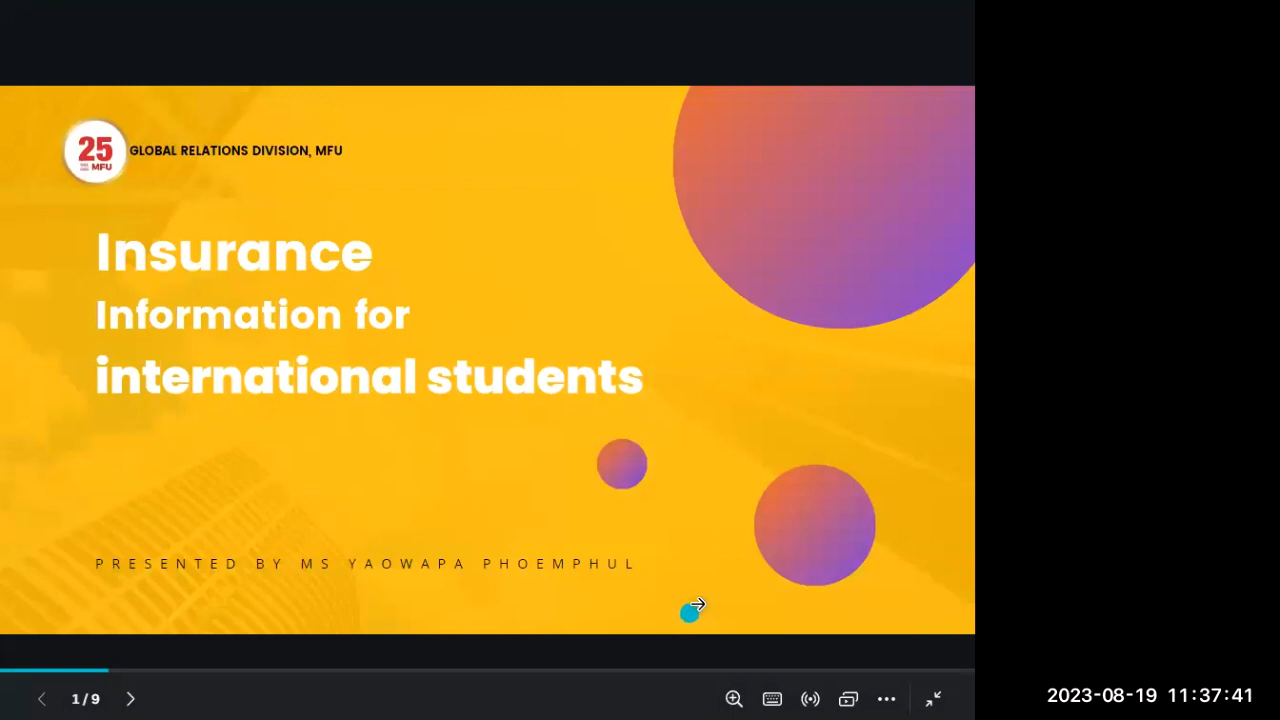 25
MFU
GLOBAL RELATIONS DIVISION, MFU
Insurance
Information for
international students
PRESENTED BY MS YAOWAPA PHOEMPHUL
1/9
2023-08-19 11:37:41